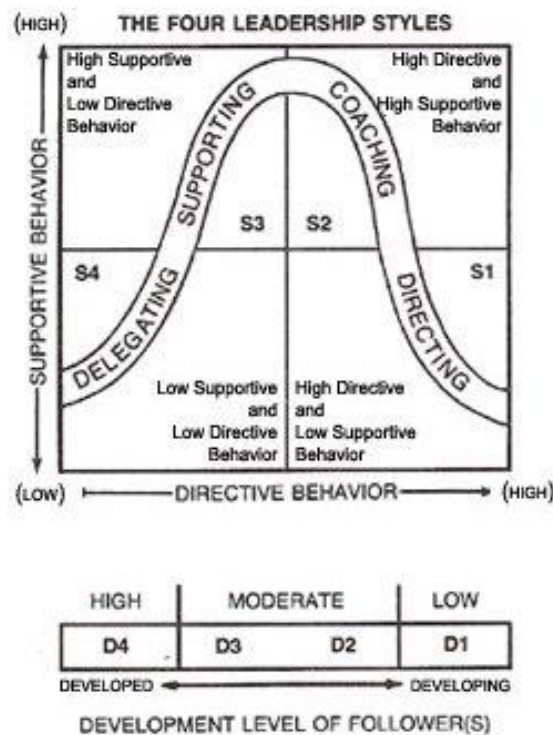 THE FOUR LEADERSHIP STYLES
(HIGH)
High Supportive
and
Low Directive
Behavior
High Directive
and
High Supportive
Behavior
SUPPORTING
COACHING
SUPPORTIVE BEHAVIOR
S3
S2
S4
S1
DELEGATING
DIRECTING
Low Supportive
and
Low Directive
Behavior
High Directive
and
Low Supportive
Behavior
(LOW)
DIRECTIVE BEHAVIOR
(HIGH)
HIGH MODERATE LOW
D4 D3 D2 D1
DEVELOPED DEVELOPING
DEVELOPMENT LEVEL OF FOLLOWER(S)